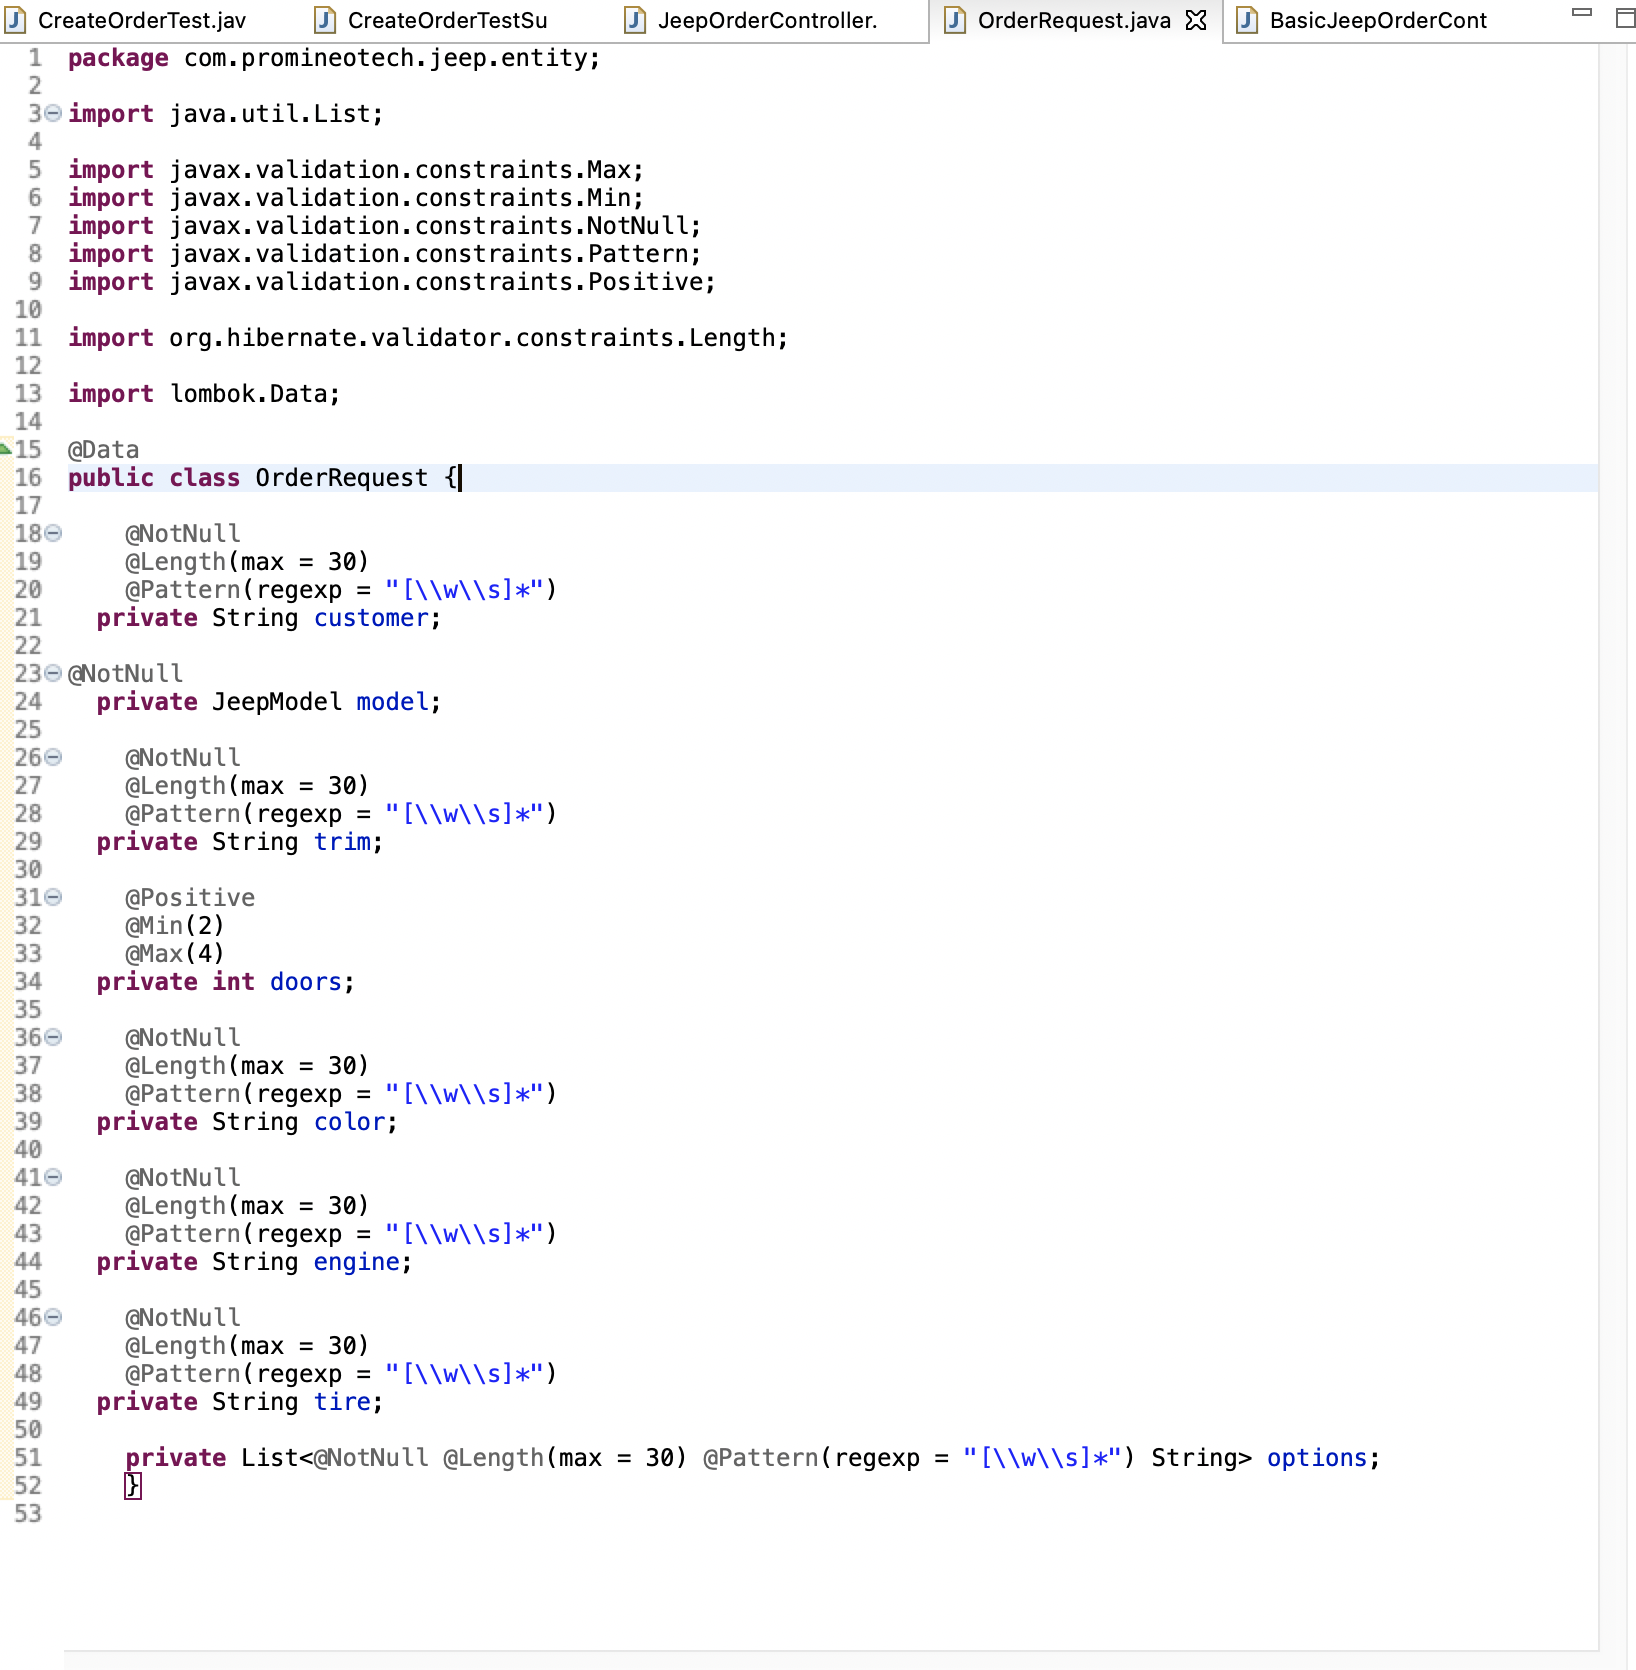 CreateOrderTest.jav CreateOrderTestSu JeepOrderController. OrderRequest.java BasicJeepOrderCont
1 package com.promineotech.jeep.entity;
2
3 import java.util.List;
4
5 import javax.validation.constraints.Max;
6 import javax.validation.constraints.Min;
7 import javax.validation.constraints.NotNull;
8 import javax.validation.constraints.Pattern;
9 import javax.validation.constraints.Positive;
10
11 import org.hibernate.validator.constraints.Length;
12
13 import lombok.Data;
14
15 @Data
16 public class OrderRequest {
17
18     @NotNull
19     @Length(max = 30)
20     @Pattern(regexp = "[\\w\\s]*")
21   private String customer;
22
23 @NotNull
24   private JeepModel model;
25
26     @NotNull
27     @Length(max = 30)
28     @Pattern(regexp = "[\\w\\s]*")
29   private String trim;
30
31     @Positive
32     @Min(2)
33     @Max(4)
34   private int doors;
35
36     @NotNull
37     @Length(max = 30)
38     @Pattern(regexp = "[\\w\\s]*")
39   private String color;
40
41     @NotNull
42     @Length(max = 30)
43     @Pattern(regexp = "[\\w\\s]*")
44   private String engine;
45
46     @NotNull
47     @Length(max = 30)
48     @Pattern(regexp = "[\\w\\s]*")
49   private String tire;
50
51     private List<@NotNull @Length(max = 30) @Pattern(regexp = "[\\w\\s]*") String> options;
52     }
53